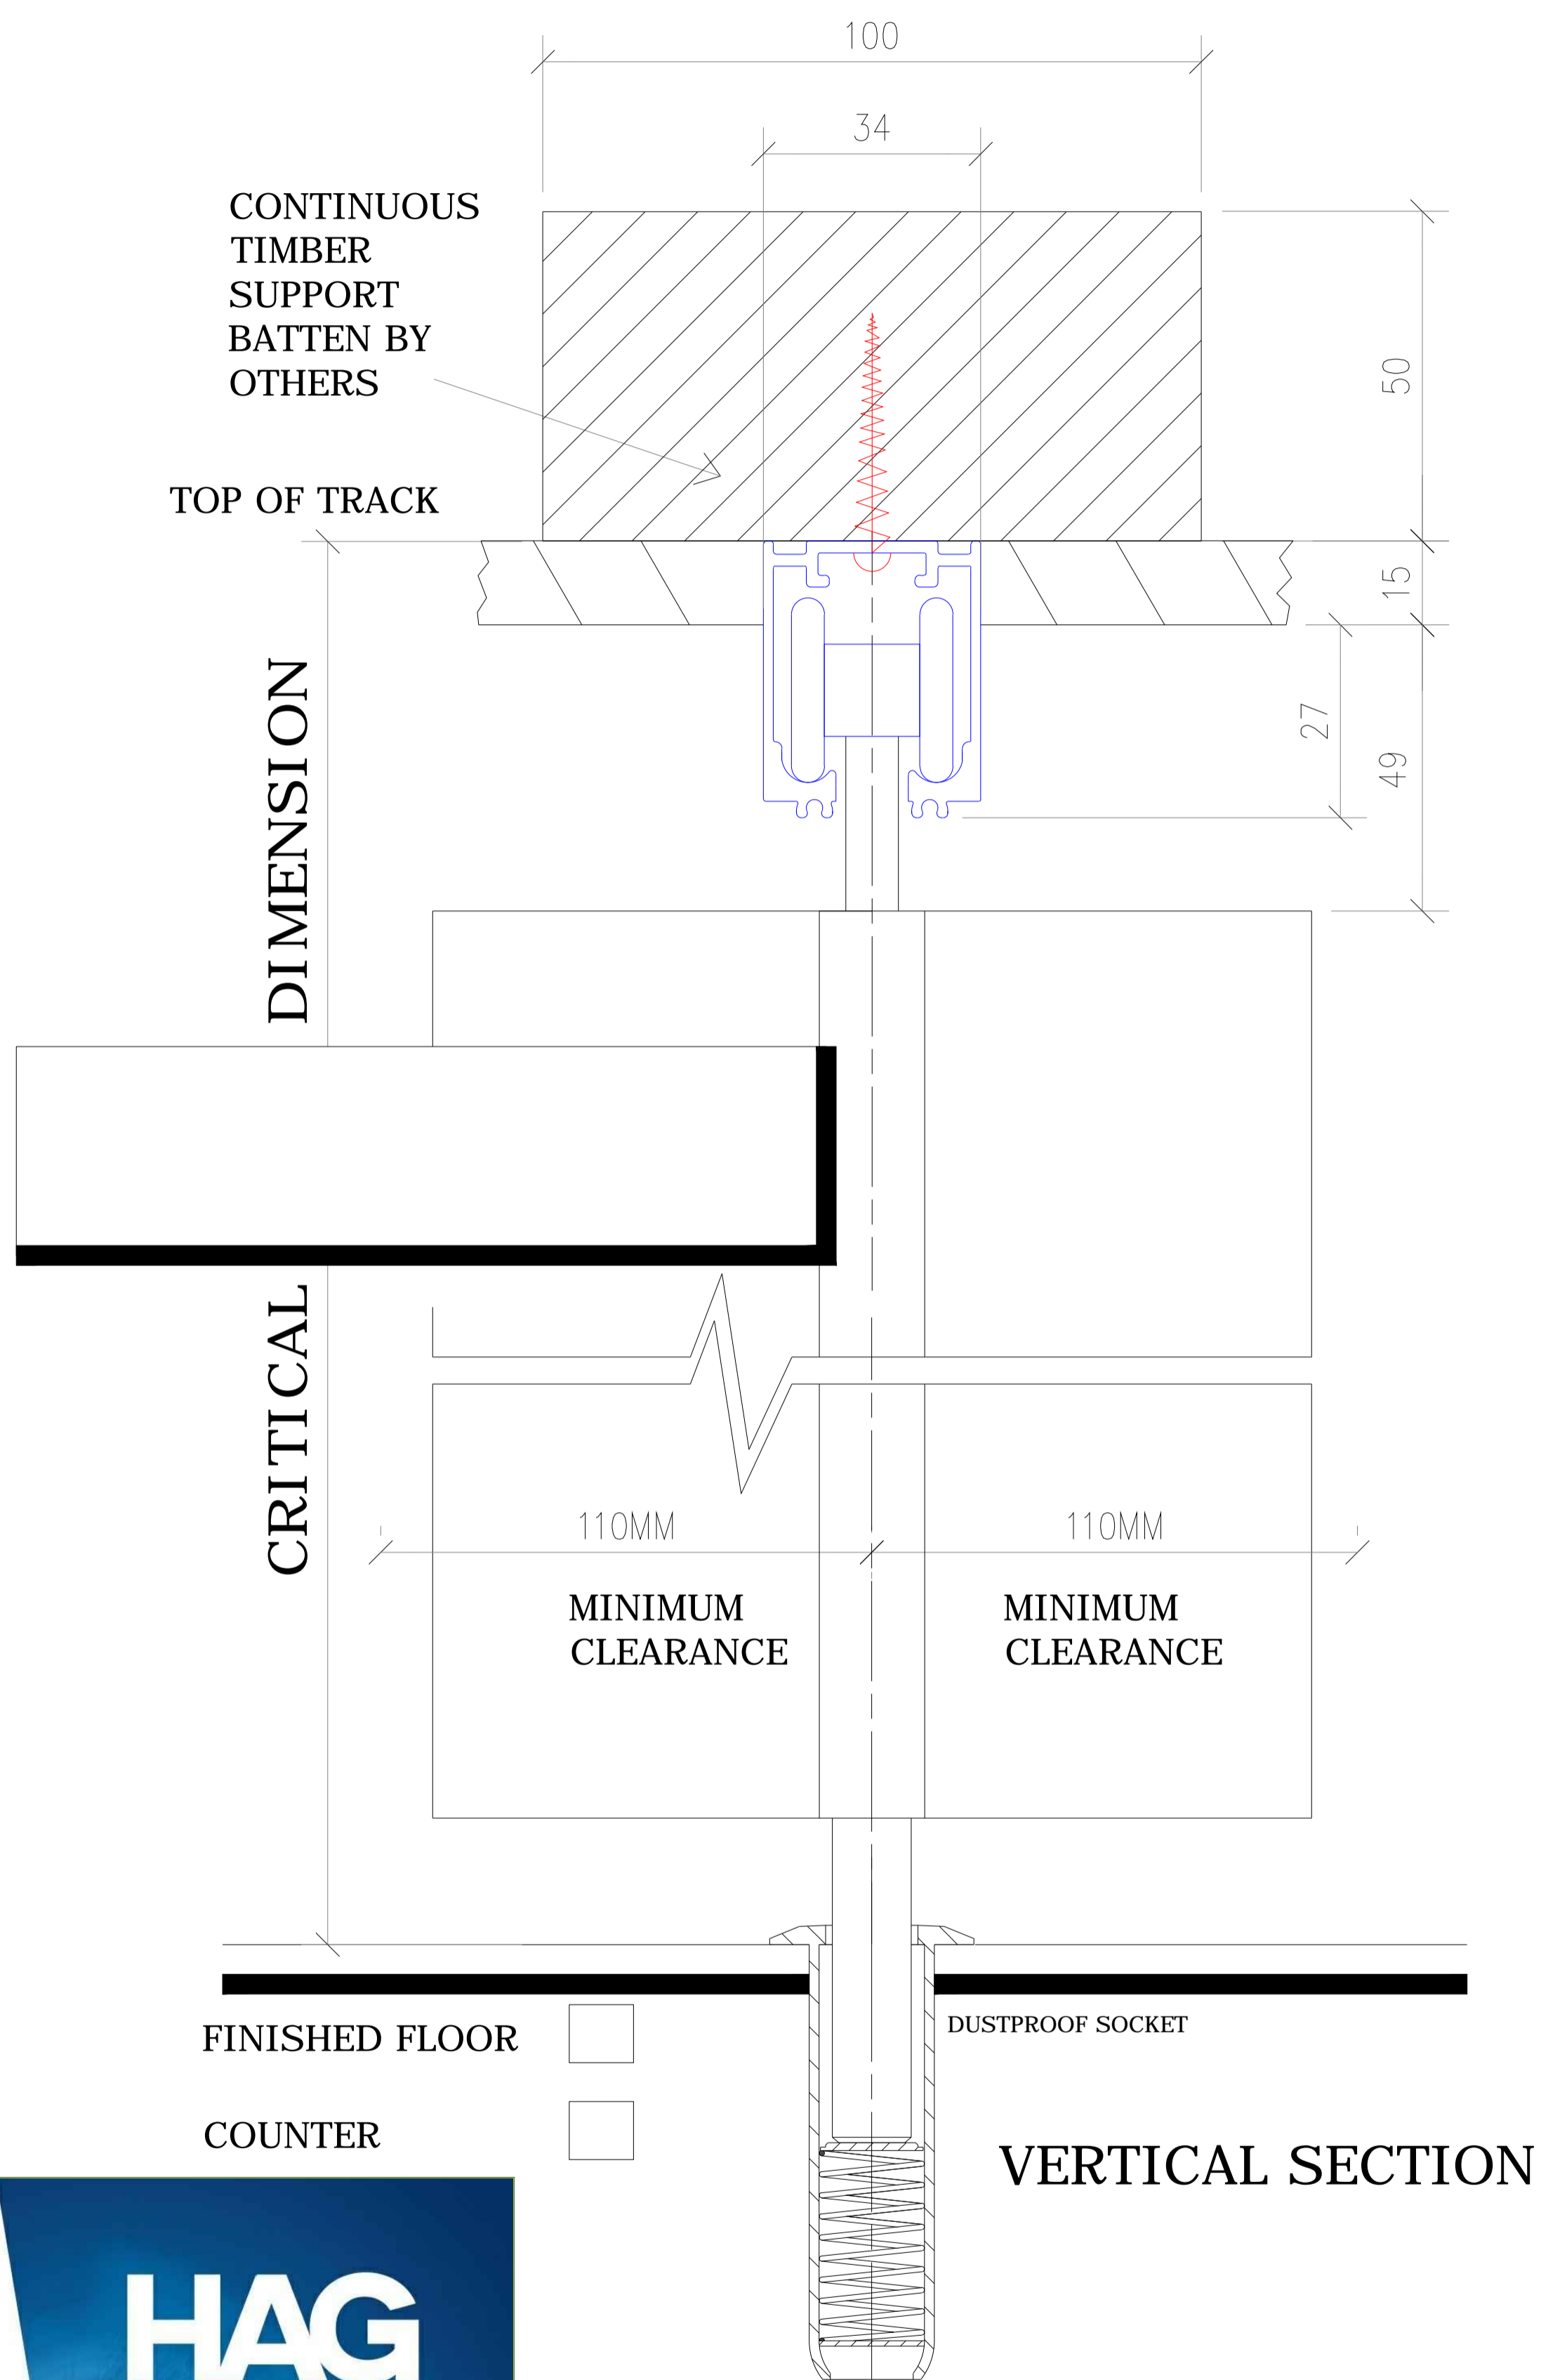 100
34
CONTINUOUS
TIMBER
SUPPORT
BATTEN BY
OTHERS
50
TOP OF TRACK
15
27
49
CRITICAL DIMENSION
110MM
110MM
MINIMUM
CLEARANCE
MINIMUM
CLEARANCE
FINISHED FLOOR
DUSTPROOF SOCKET
COUNTER
VERTICAL SECTION
HAG